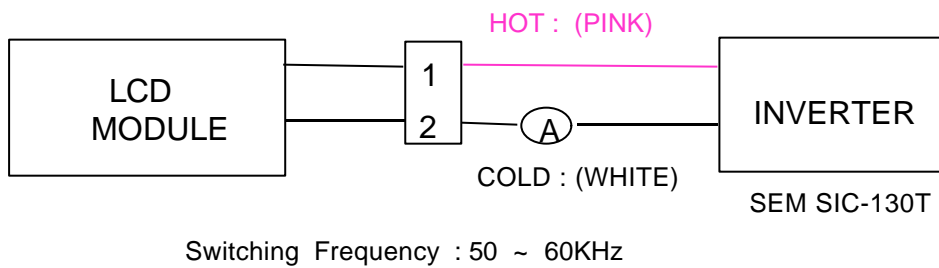 HOT : (PINK)
LCD
MODULE
1
2
A
INVERTER
COLD : (WHITE)
SEM SIC-130T
Switching Frequency : 50 ~ 60KHz